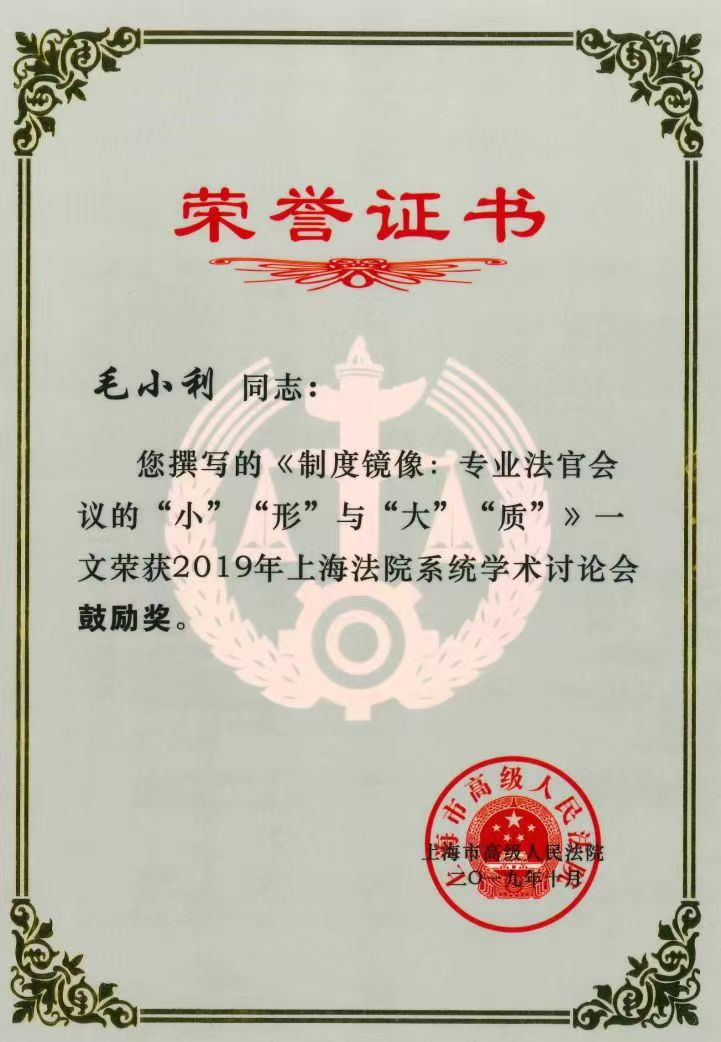 荣誉证书
毛小利 同志：
您撰写的《制度镜像：专业法官会
议的“小”“形”与“大”“质”》一
文荣获2019年上海法院系统学术讨论会
鼓励奖。
上海市高级人民法院
上海市高级人民法院
二〇一九年十月